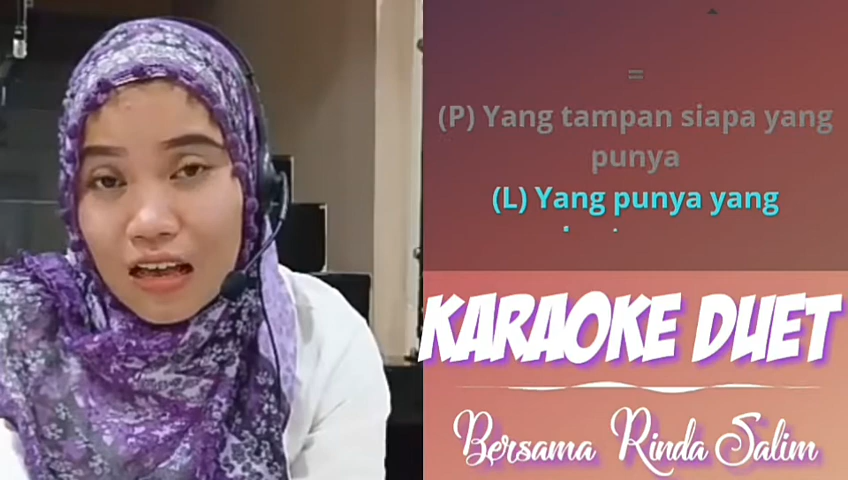 =
(P) Yang tampan siapa yang
punya
(L) Yang punya yang
KARAOKE DUET
Bersama Rinda Salim